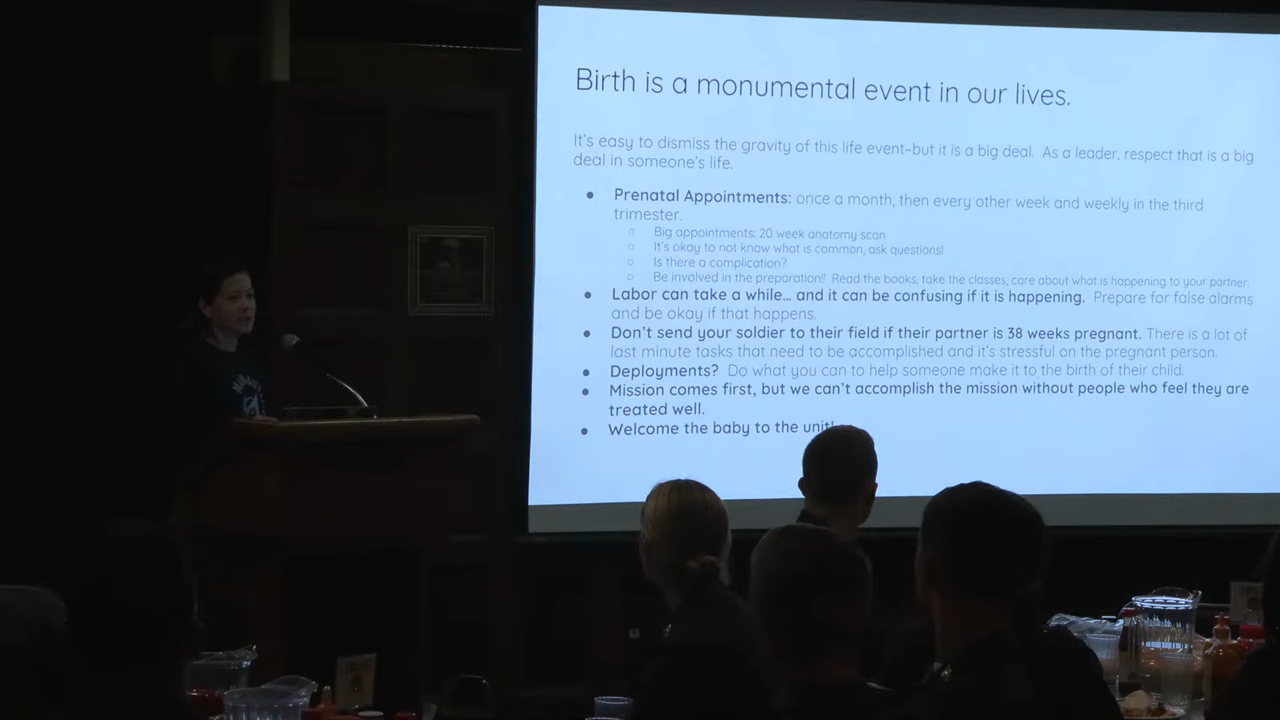 Birth is a monumental event in our lives.
It's easy to dismiss the gravity of this life event–but it is a big deal. As a leader, respect that is a big
deal in someone's life.
● Prenatal Appointments: once a month, then every other week and weekly in the third
trimester.
○ Big appointments: 20 week anatomy scan
○ It's okay to not know what is common, ask questions!
○ Is there a complication?
○ Be involved in the preparation!! Read the books, take the classes, care about what is happening to your partner.
● Labor can take a while... and it can be confusing if it is happening. Prepare for false alarms
and be okay if that happens.
● Don't send your soldier to their field if their partner is 38 weeks pregnant. There is a lot of
last minute tasks that need to be accomplished and it's stressful on the pregnant person.
● Deployments? Do what you can to help someone make it to the birth of their child.
● Mission comes first, but we can't accomplish the mission without people who feel they are
treated well.
● Welcome the baby to the unit!